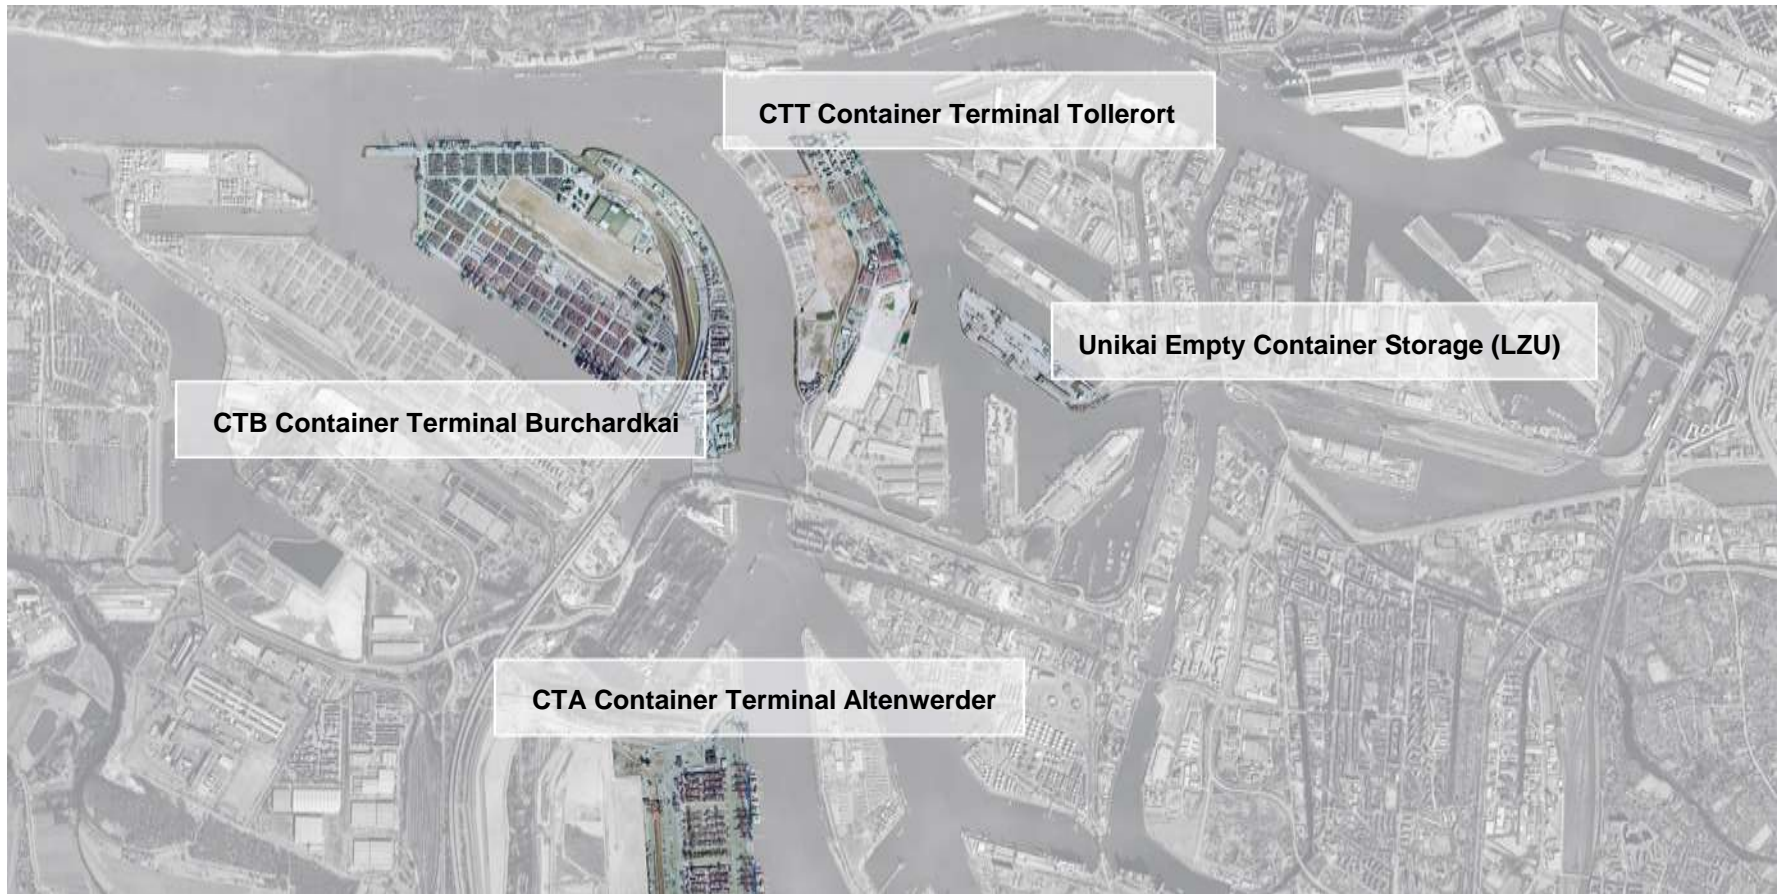 CTT Container Terminal Tollerort
Unikai Empty Container Storage (LZU)
CTB Container Terminal Burchardkai
CTA Container Terminal Altenwerder